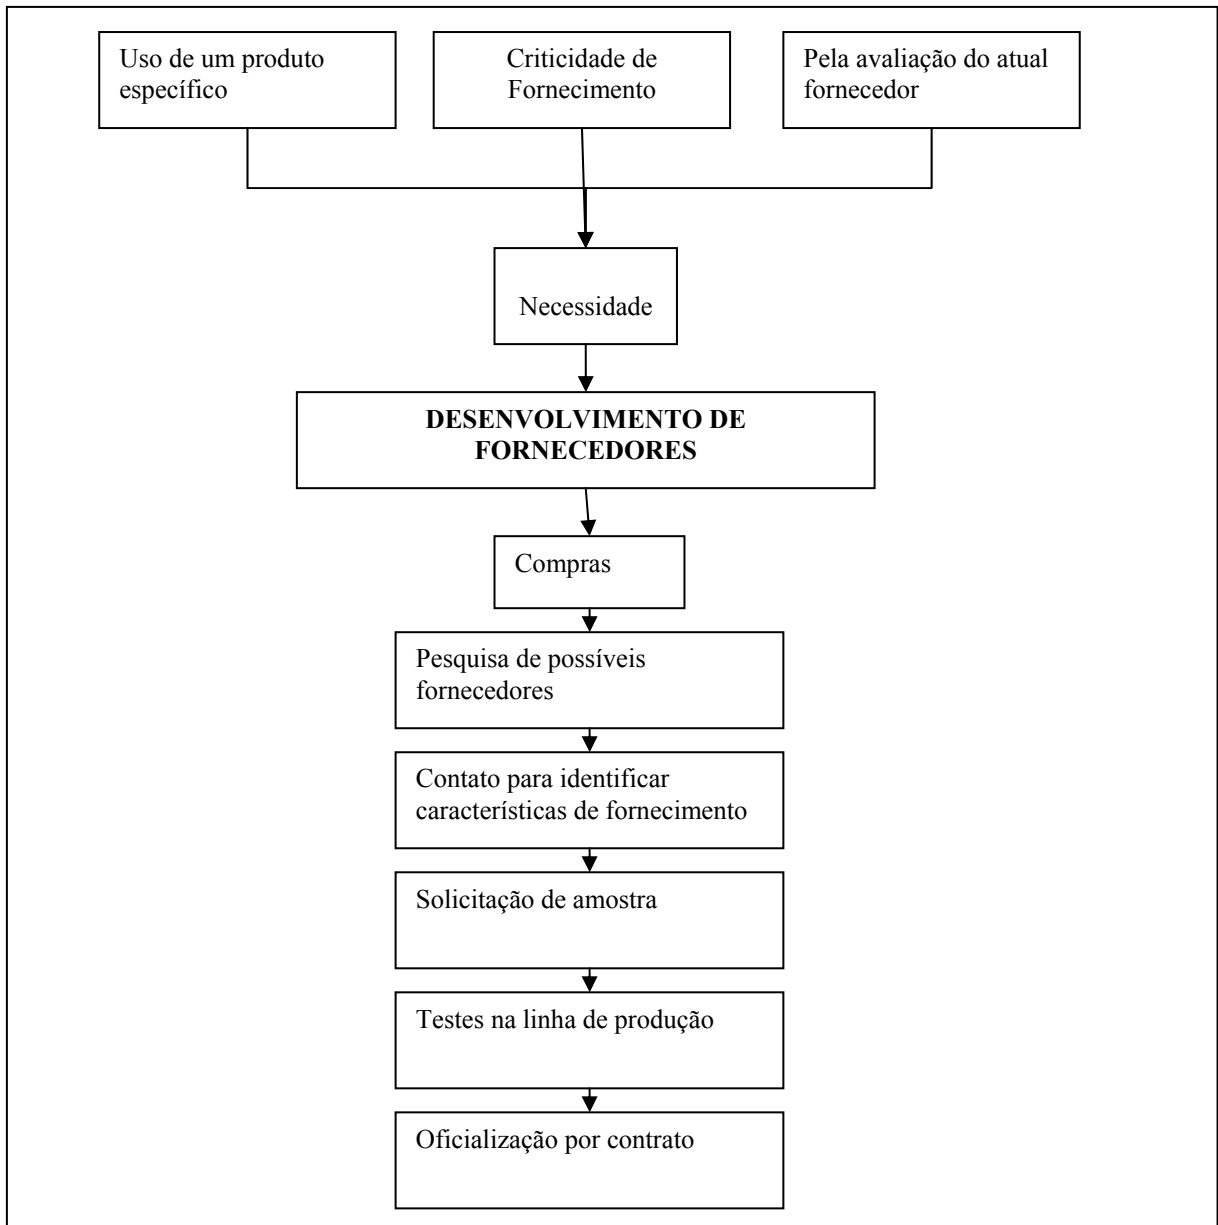 Uso de um produto
específico
Criticidade de
Fornecimento
Pela avaliação do atual
fornecedor
Necessidade
DESENVOLVIMENTO DE
FORNECEDORES
Compras
Pesquisa de possíveis
fornecedores
Contato para identificar
características de fornecimento
Solicitação de amostra
Testes na linha de produção
Oficialização por contrato